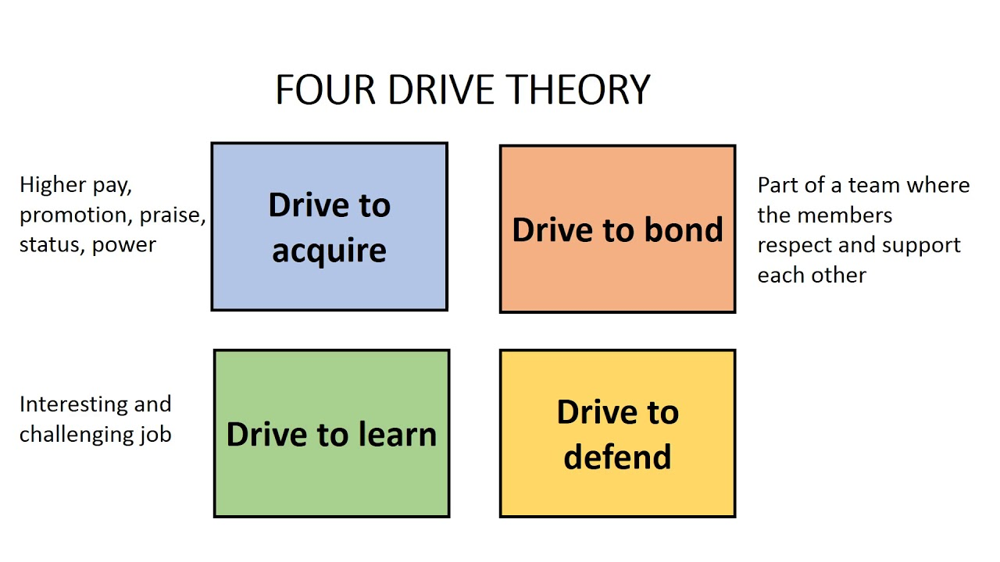 FOUR DRIVE THEORY
Higher pay,
promotion, praise,
status, power
Drive to
acquire
Drive to bond
Part of a team where
the members
respect and support
each other
Interesting and
challenging job
Drive to learn
Drive to
defend